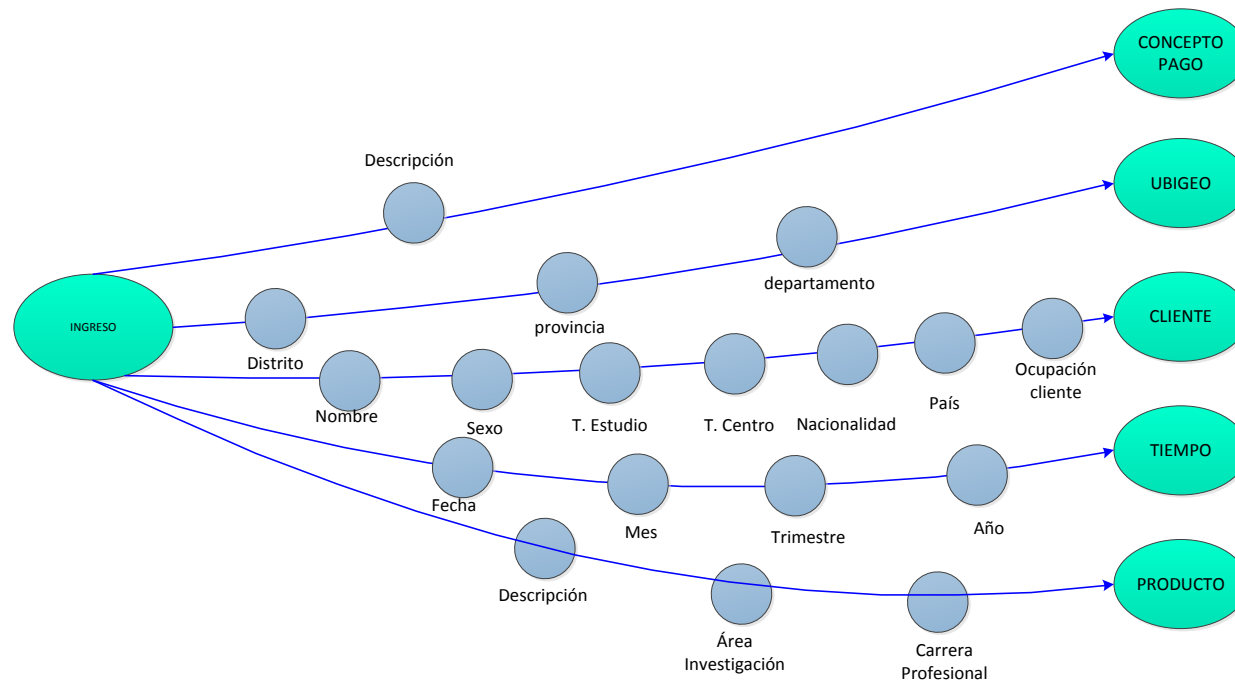 CONCEPTO
PAGO
Descripción
UBIGEO
departamento
provincia
INGRESO
Distrito
CLIENTE
Nombre
Sexo
T. Estudio
T. Centro
Nacionalidad
País
Ocupación
cliente
TIEMPO
Fecha
Mes
Trimestre
Año
PRODUCTO
Descripción
Área
Investigación
Carrera
Profesional